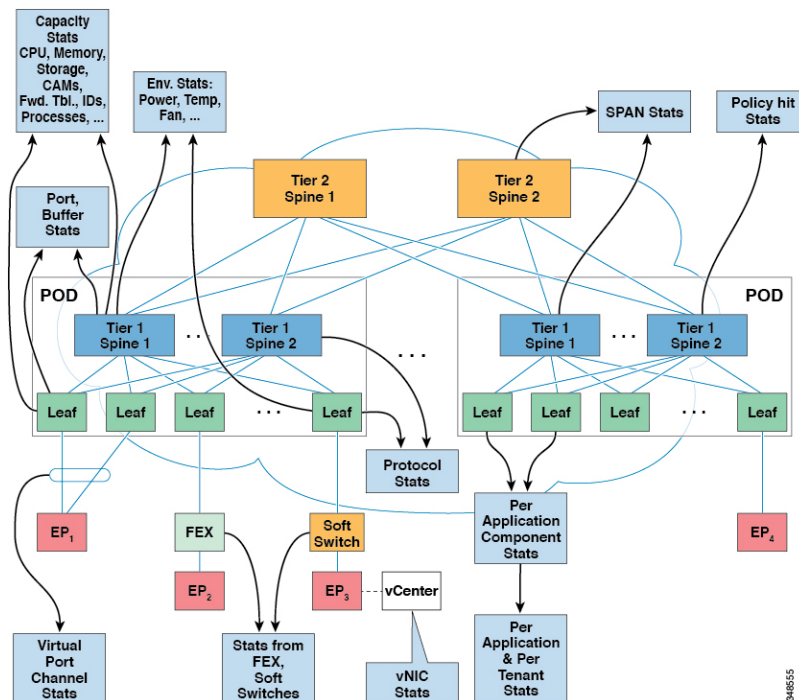 Capacity
Stats
CPU, Memory,
Storage,
CAMs,
Fwd. Tbl., IDs,
Processes, ...
Env. Stats:
Power, Temp,
Fan, ...
SPAN Stats
Policy hit
Stats
Port,
Buffer
Stats
Tier 2
Spine 1
Tier 2
Spine 2
POD
POD
Tier 1
Spine 1
. .
Tier 1
Spine 2
. . .
Tier 1
Spine 1
. . .
Tier 1
Spine 2
Leaf
Leaf
Leaf
. . .
Leaf
Leaf
Leaf
Leaf
. . .
Leaf
Protocol
Stats
EP1
FEX
Soft
Switch
Per
Application
Component
Stats
EP4
EP2
EP3
vCenter
Virtual
Port
Channel
Stats
Stats from
FEX,
Soft
Switches
vNIC
Stats
Per
Application
& Per
Tenant
Stats
348555